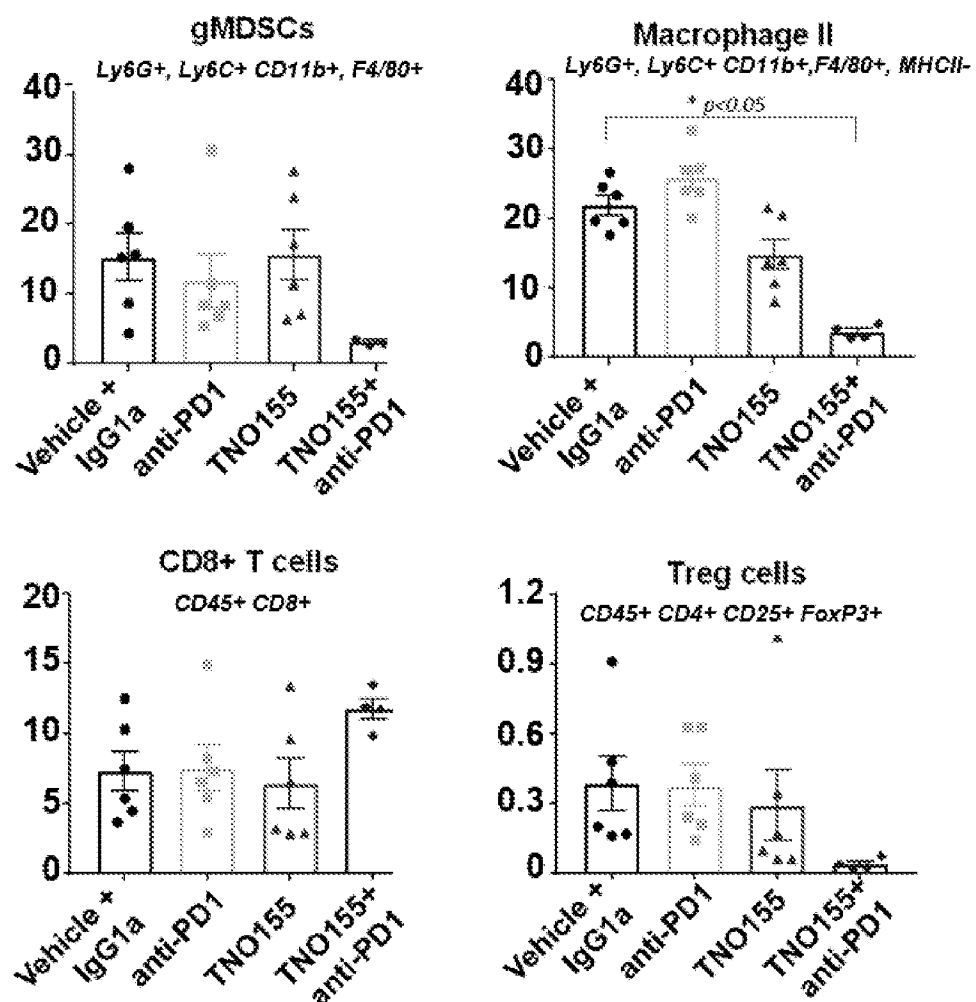 gMDSCs
Ly6G+, Ly6C+ CD11b+, F4/80+
40
30
20
10
0
Vehicle +
IgG1a
anti-PD1
TNO155
TNO155+
anti-PD1
Macrophage II
Ly6G+, Ly6C+ CD11b+,F4/80+, MHCII-
p<0.05
40
30
20
10
0
Vehicle +
IgG1a
anti-PD1
TNO155
TNO155+
anti-PD1
CD8+ T cells
CD45+ CD8+
20
15
10
5
0
Vehicle +
IgG1a
anti-PD1
TNO155
TNO155+
anti-PD1
Treg cells
CD45+ CD4+ CD25+ FoxP3+
1.2
0.9
0.6
0.3
0
Vehicle +
IgG1a
anti-PD1
TNO155
TNO155+
anti-PD1